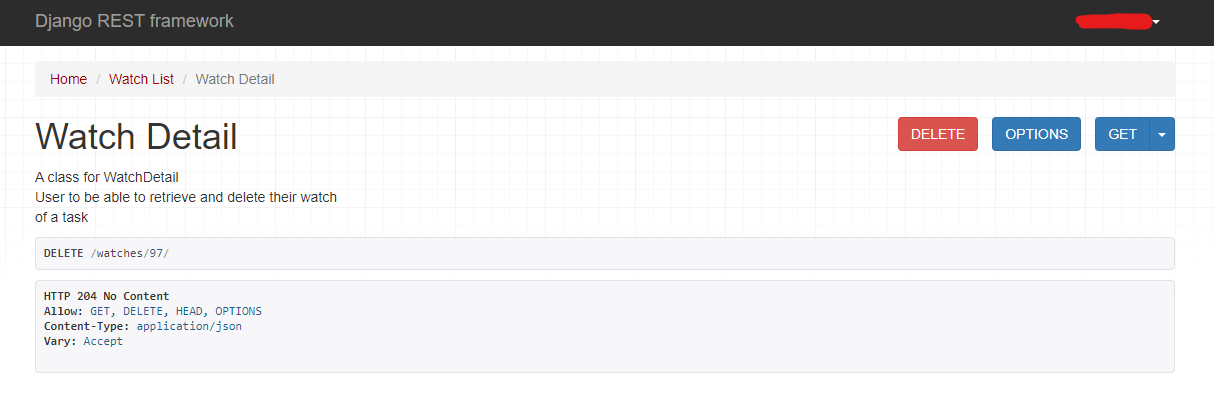 Django REST framework
Home / Watch List / Watch Detail
Watch Detail
DELETE OPTIONS GET
A class for WatchDetail
User to be able to retrieve and delete their watch
of a task
DELETE /watches/97/
HTTP 204 No Content
Allow: GET, DELETE, HEAD, OPTIONS
Content-Type: application/json
Vary: Accept